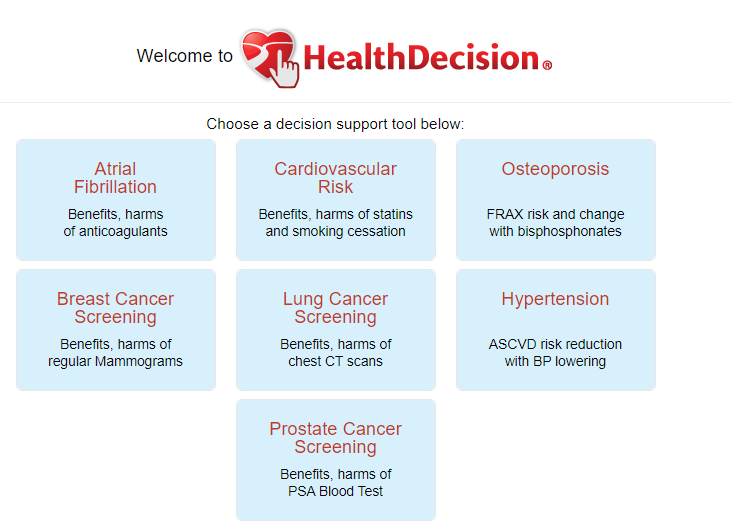 Welcome to HealthDecision®
Choose a decision support tool below:
Atrial
Fibrillation
Benefits, harms
of anticoagulants
Cardiovascular
Risk
Benefits, harms of statins
and smoking cessation
Osteoporosis
FRAX risk and change
with bisphosphonates
Breast Cancer
Screening
Benefits, harms of
regular Mammograms
Lung Cancer
Screening
Benefits, harms of
chest CT scans
Hypertension
ASCVD risk reduction
with BP lowering
Prostate Cancer
Screening
Benefits, harms of
PSA Blood Test